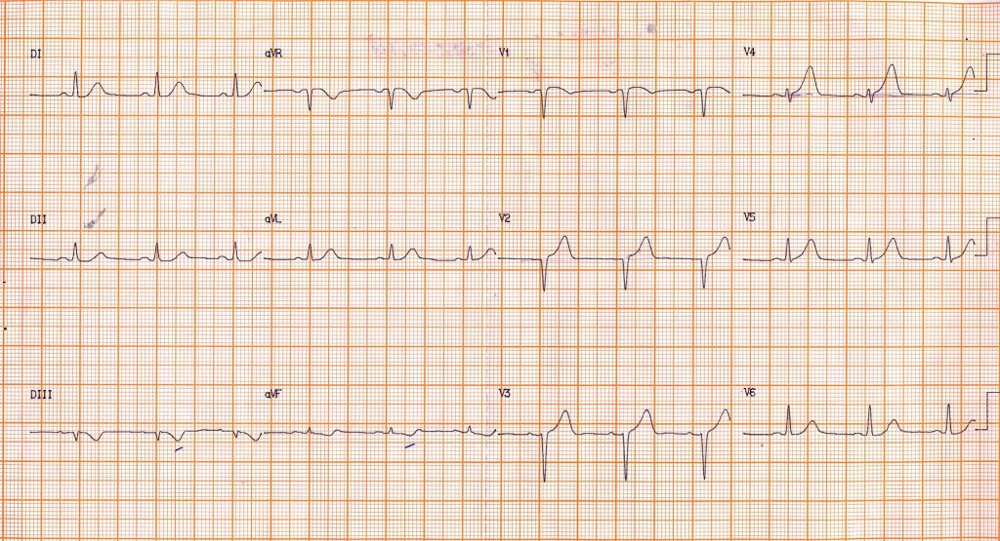 DI aVR V1 V4
DII aVL V2 V5
DIII aVF V3 V6